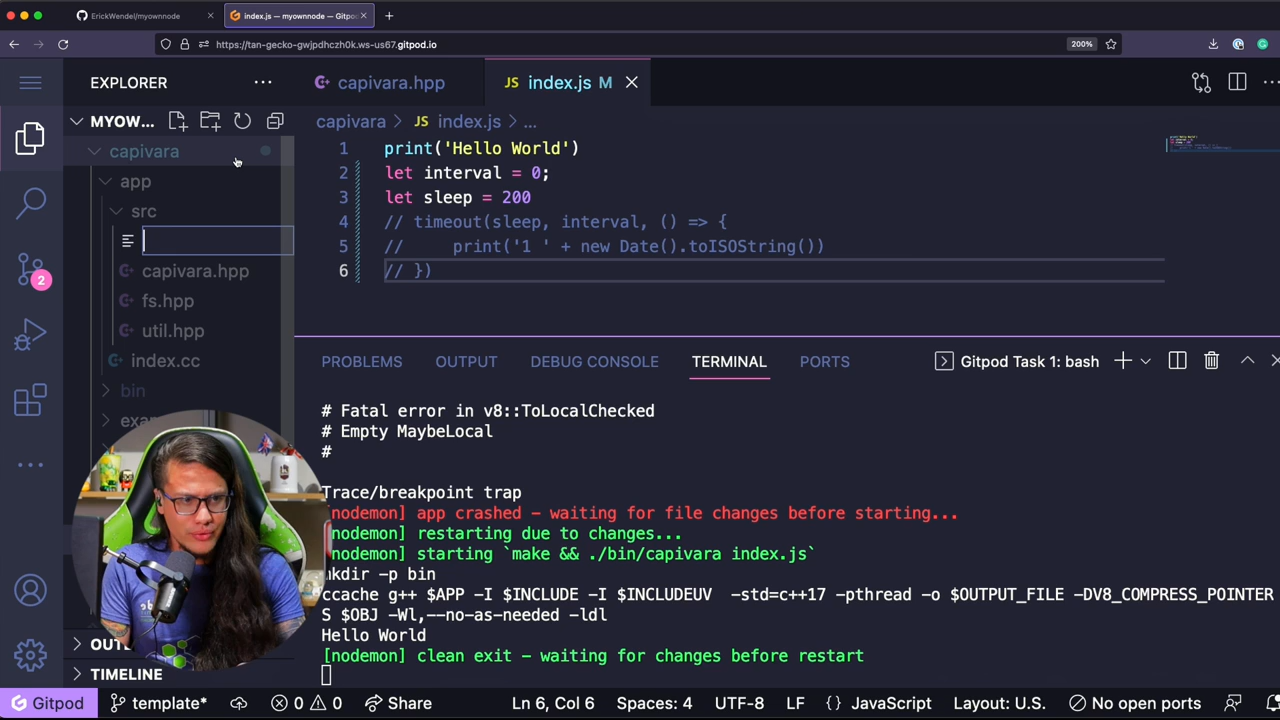 ErickWendel/myownnode
index.js — myownnode — Gitpod
https://tan-gecko-gwjpdhczh0k.ws-us67.gitpod.io
200%
EXPLORER
capivara.hpp
JS index.js M
MYOW...
capivara > JS index.js > ...
capivara
app
src
capivara.hpp
fs.hpp
util.hpp
index.cc
bin
1 print('Hello World')
2 let interval = 0;
3 let sleep = 200
4 // timeout(sleep, interval, () => {
5 //     print('1 ' + new Date().toISOString())
6 // })
2
PROBLEMS OUTPUT DEBUG CONSOLE TERMINAL PORTS
Gitpod Task 1: bash
# Fatal error in v8::ToLocalChecked
# Empty MaybeLocal
#
Trace/breakpoint trap
[nodemon] app crashed - waiting for file changes before starting...
[nodemon] restarting due to changes...
[nodemon] starting `make && ./bin/capivara index.js`
mkdir -p bin
ccache g++ $APP -I $INCLUDE -I $INCLUDEUV  -std=c++17 -pthread -o $OUTPUT_FILE -DV8_COMPRESS_POINTER
S $OBJ -Wl,--no-as-needed -ldl
Hello World
[nodemon] clean exit - waiting for changes before restart
TIMELINE
Gitpod template* 0 0 Share Ln 6, Col 6 Spaces: 4 UTF-8 LF {} JavaScript Layout: U.S. No open ports